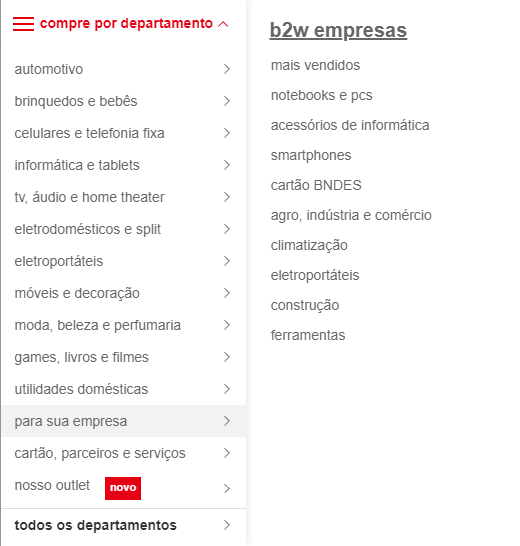 compre por departamento
automotivo
brinquedos e bebês
celulares e telefonia fixa
informática e tablets
tv, áudio e home theater
eletrodomésticos e split
eletroportáteis
móveis e decoração
moda, beleza e perfumaria
games, livros e filmes
utilidades domésticas
para sua empresa
cartão, parceiros e serviços
nosso outlet novo
todos os departamentos
b2w empresas
mais vendidos
notebooks e pcs
acessórios de informática
smartphones
cartão BNDES
agro, indústria e comércio
climatização
eletroportáteis
construção
ferramentas